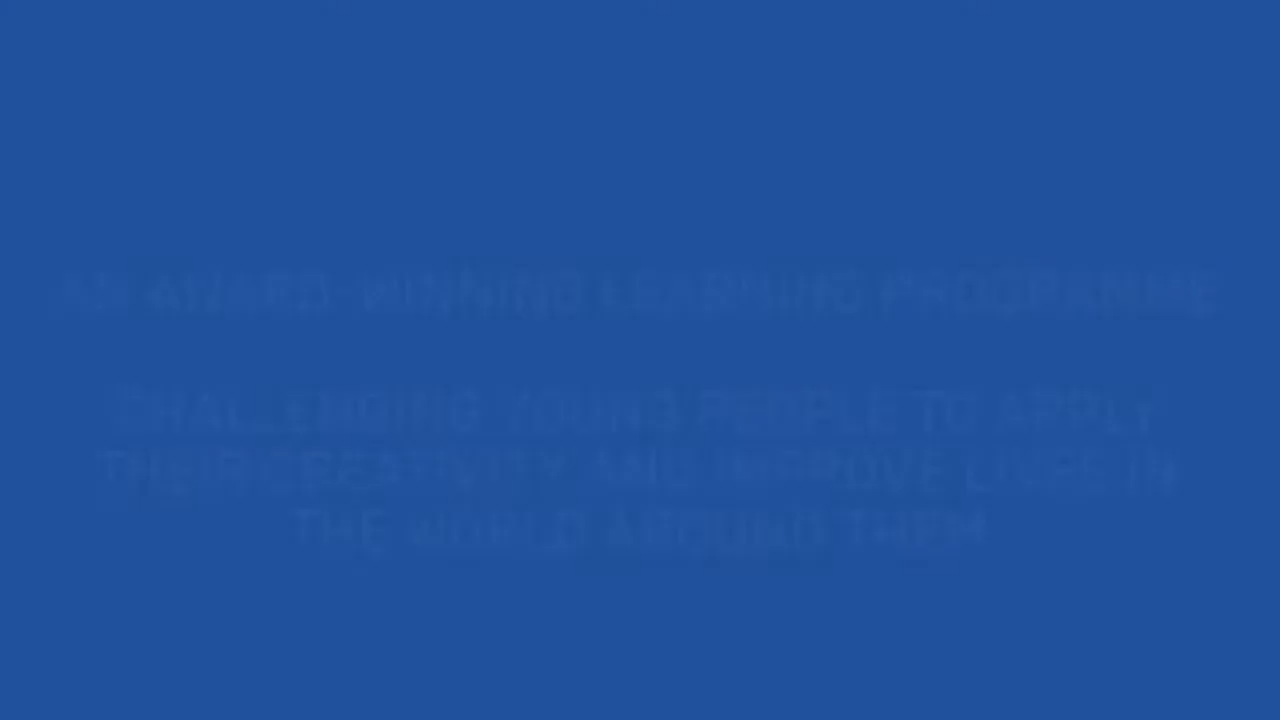 AN AWARD-WINNING LEARNING PROGRAMME
CHALLENGING YOUNG PEOPLE TO APPLY
THEIR CREATIVITY AND IMPROVE LIVES IN
THE WORLD AROUND THEM